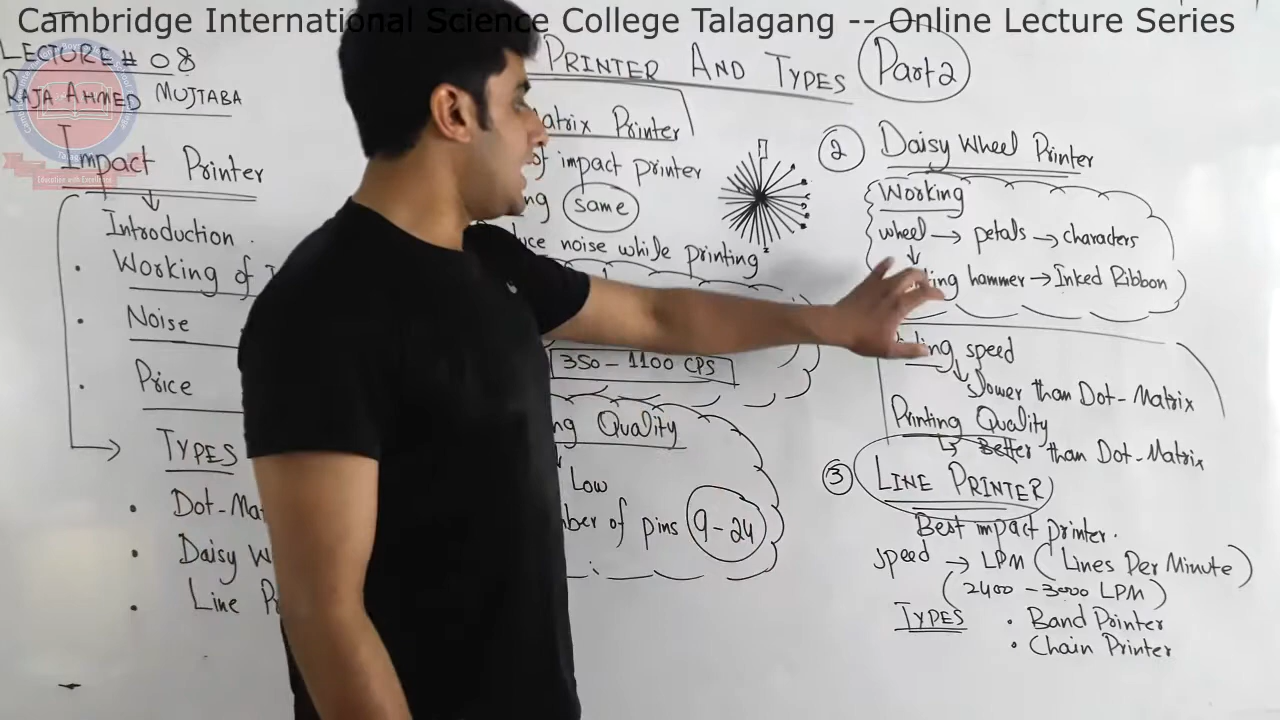 Cambridge International Science College Talagang -- Online Lecture Series
LECTURE # 08
RAJA AHMED MUJTABA
Impact Printer
Introduction.
Working of
Noise
Price
TYPES
Dot-Mat
Daisy W
Line P
PRINTER AND TYPES
Part 2
atrix Printer
of impact printer
ng same
uce noise while printing
350 – 1100 CPS
ng Quality
Low
ber of pins 9-24
2 Daisy Wheel Printer
Working
wheel → petals → characters
ing hammer → Inked Ribbon
ing speed
Slower than Dot-Matrix
Printing Quality
Better than Dot-Matrix
3 LINE PRINTER
Best impact printer.
speed → LPM (Lines Per Minute)
(2400 – 3000 LPM)
TYPES • Band Printer
• Chain Printer